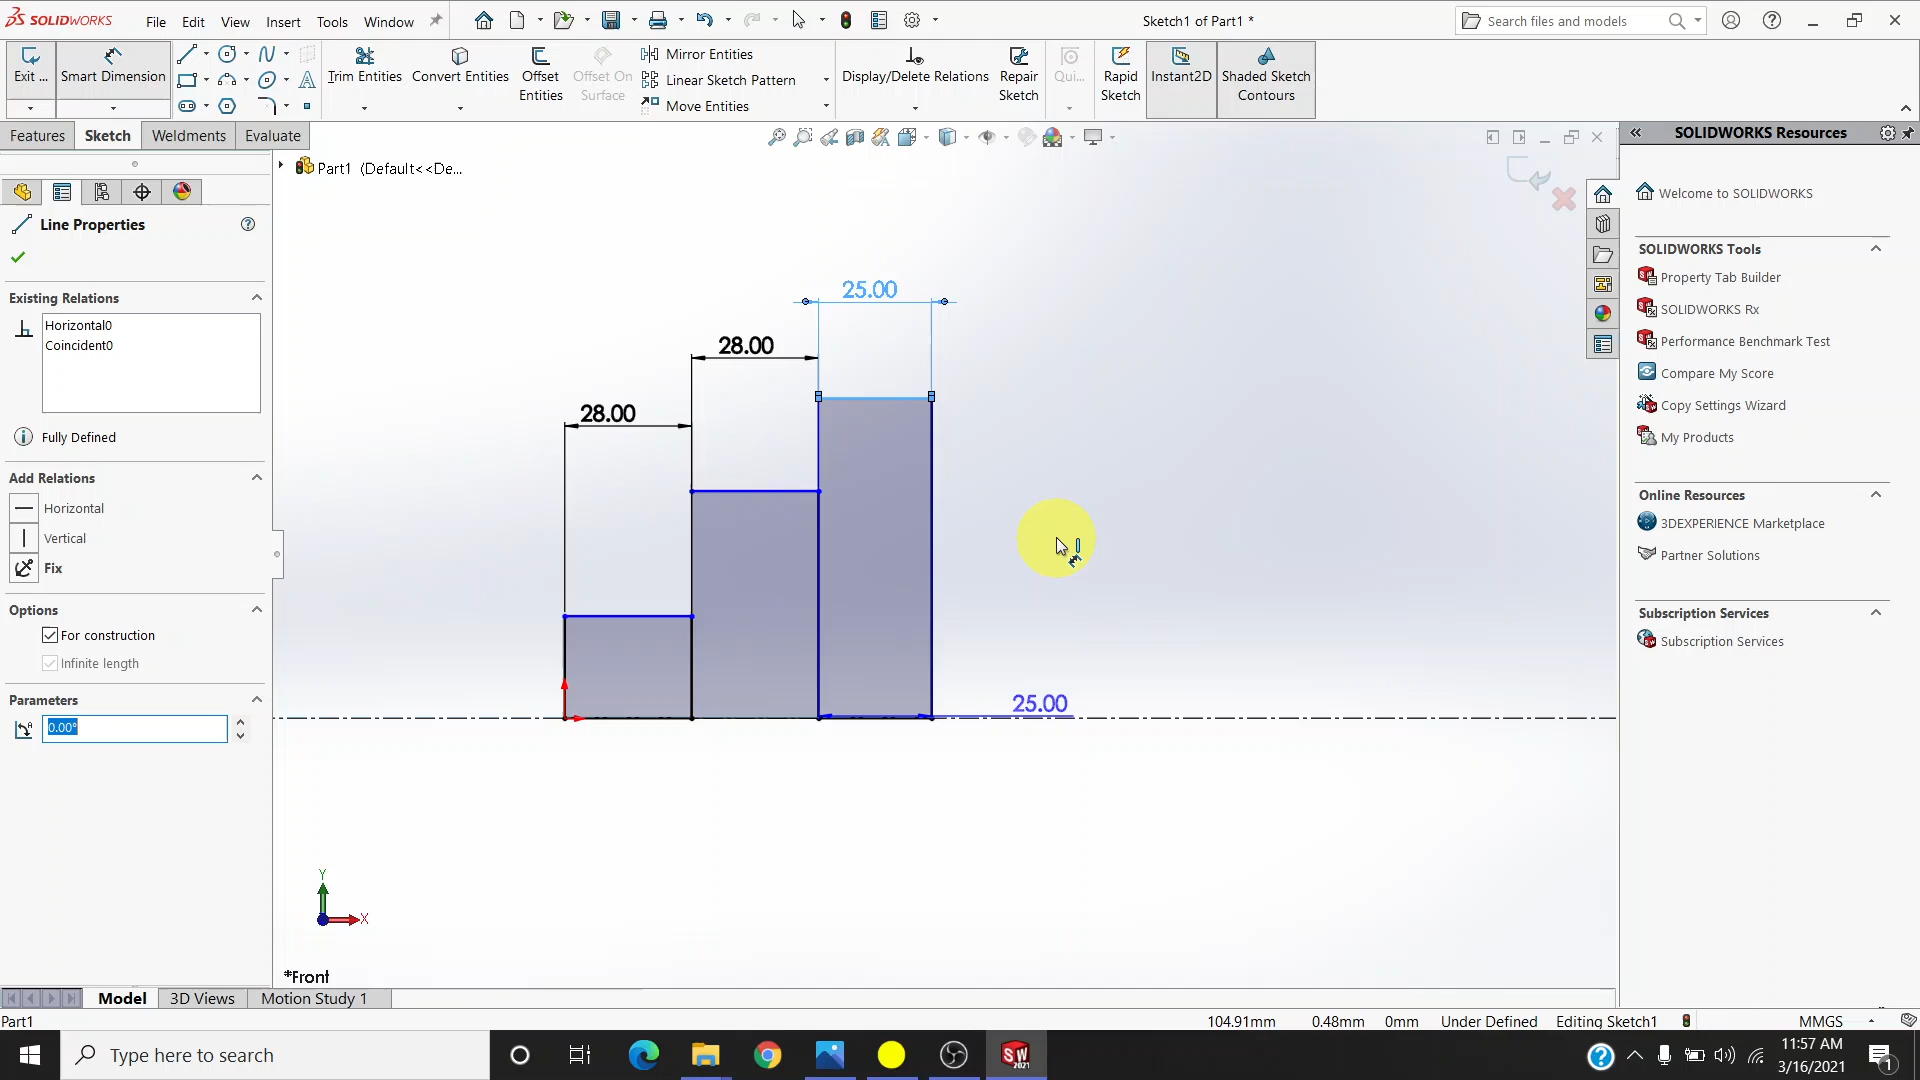 SOLIDWORKS File Edit View Insert Tools Window Sketch1 of Part1 * Search files and models
Exit ... Smart Dimension Trim Entities Convert Entities Offset Entities Offset On Surface Mirror Entities Linear Sketch Pattern Move Entities Display/Delete Relations Repair Sketch Qui... Rapid Sketch Instant2D Shaded Sketch Contours
Features Sketch Weldments Evaluate
SOLIDWORKS Resources
Part1 (Default<<De...
Line Properties
Existing Relations
Horizontal0
Coincident0
Fully Defined
Add Relations
Horizontal
Vertical
Fix
Options
For construction
Infinite length
Parameters
0.00°
25.00
28.00
28.00
25.00
Y
X
*Front
Welcome to SOLIDWORKS
SOLIDWORKS Tools
Property Tab Builder
SOLIDWORKS Rx
Performance Benchmark Test
Compare My Score
Copy Settings Wizard
My Products
Online Resources
3DEXPERIENCE Marketplace
Partner Solutions
Subscription Services
Subscription Services
Model 3D Views Motion Study 1
Part1 104.91mm 0.48mm 0mm Under Defined Editing Sketch1 MMGS
Type here to search
SW
2021
11:57 AM
3/16/2021
1